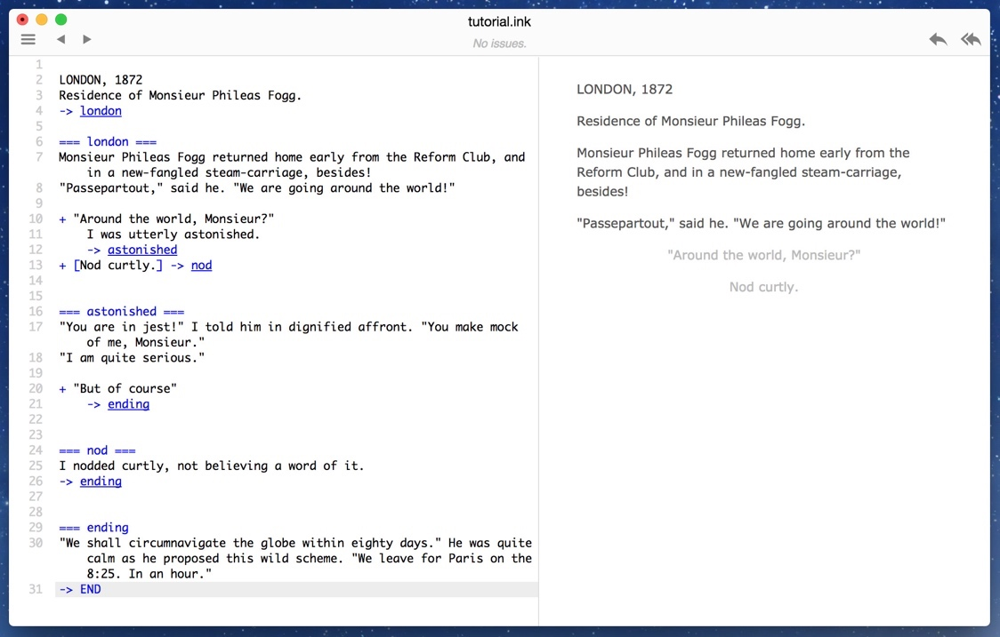 tutorial.ink
No issues.
1
2 LONDON, 1872
3 Residence of Monsieur Phileas Fogg.
4 -> london
5
6 === london ===
7 Monsieur Phileas Fogg returned home early from the Reform Club, and
in a new-fangled steam-carriage, besides!
8 "Passepartout," said he. "We are going around the world!"
9
10 + "Around the world, Monsieur?"
11 I was utterly astonished.
12 -> astonished
13 + [Nod curtly.] -> nod
14
15
16 === astonished ===
17 "You are in jest!" I told him in dignified affront. "You make mock
of me, Monsieur."
18 "I am quite serious."
19
20 + "But of course"
21 -> ending
22
23
24 === nod ===
25 I nodded curtly, not believing a word of it.
26 -> ending
27
28
29 === ending
30 "We shall circumnavigate the globe within eighty days." He was quite
calm as he proposed this wild scheme. "We leave for Paris on the
8:25. In an hour."
31 -> END
LONDON, 1872
Residence of Monsieur Phileas Fogg.
Monsieur Phileas Fogg returned home early from the
Reform Club, and in a new-fangled steam-carriage,
besides!
"Passepartout," said he. "We are going around the world!"
"Around the world, Monsieur?"
Nod curtly.